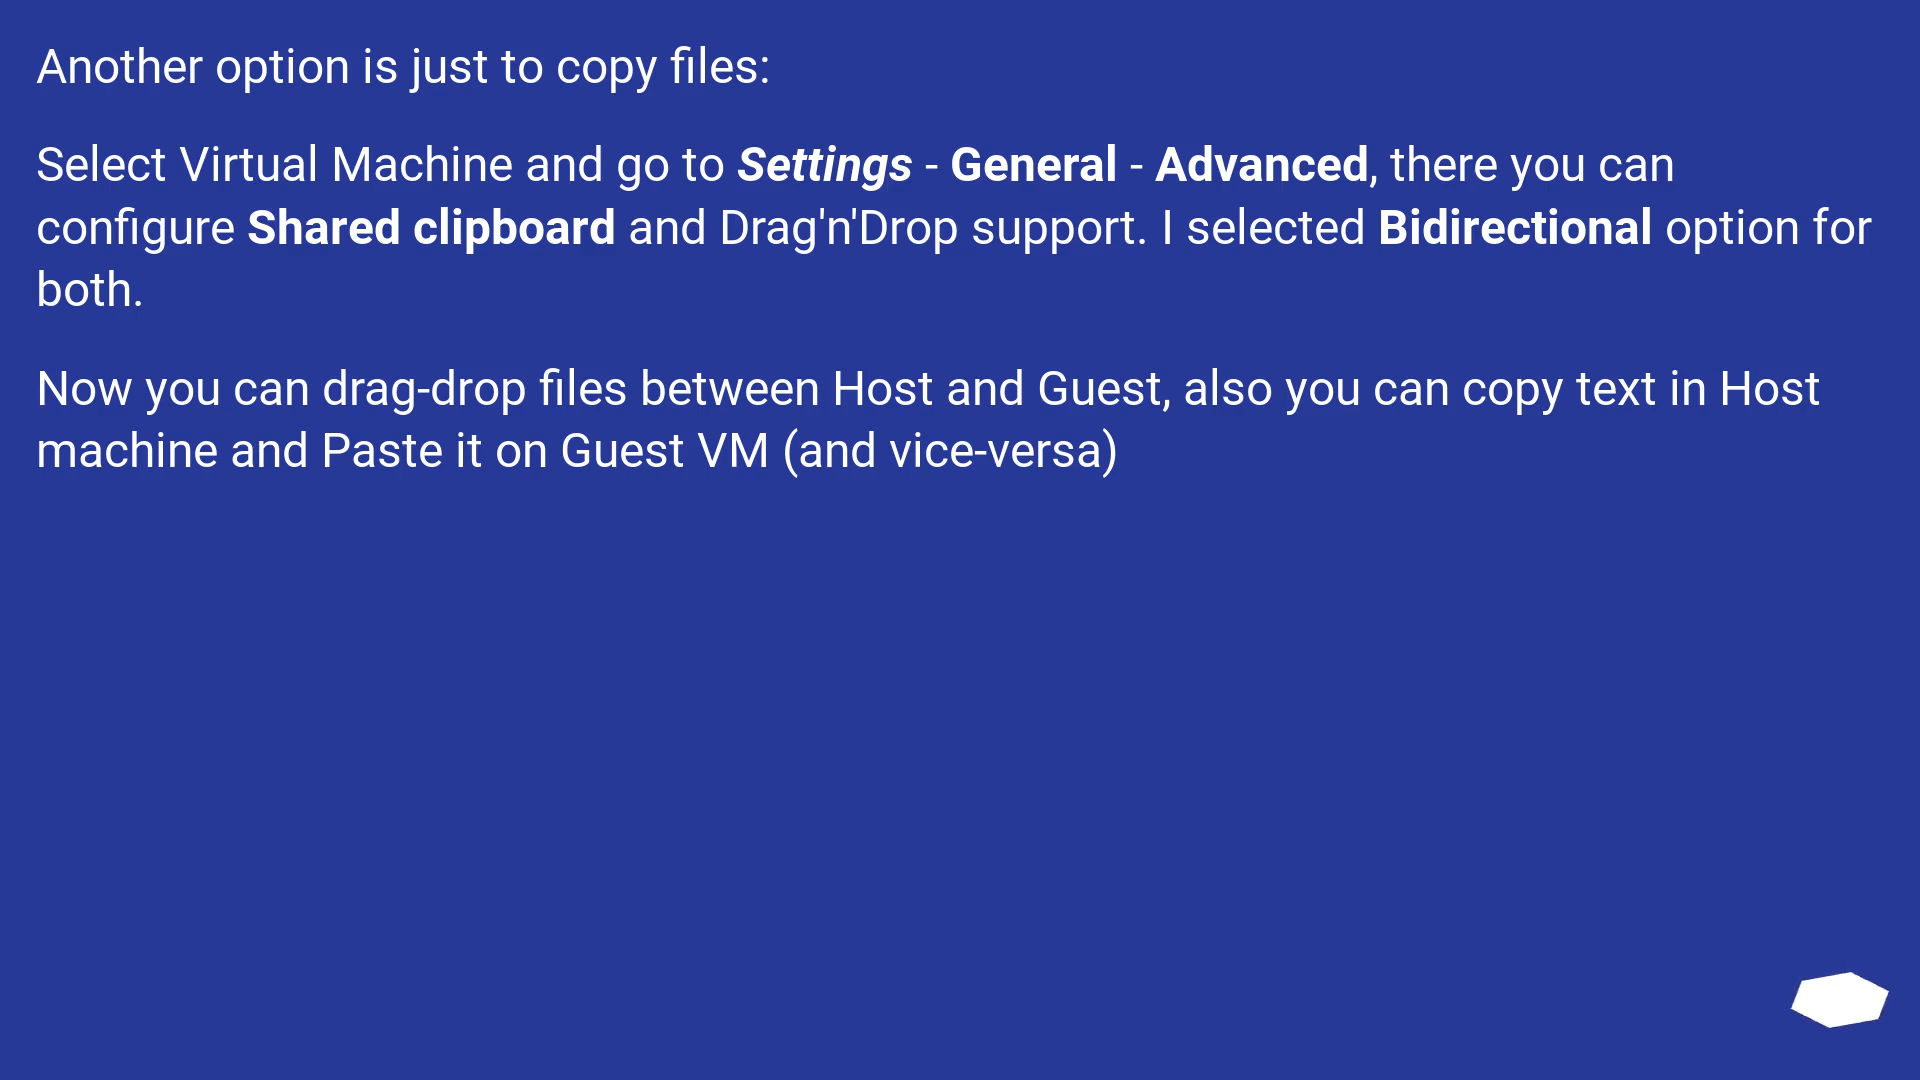 Another option is just to copy files:
Select Virtual Machine and go to Settings - General - Advanced, there you can
configure Shared clipboard and Drag'n'Drop support. I selected Bidirectional option for
both.
Now you can drag-drop files between Host and Guest, also you can copy text in Host
machine and Paste it on Guest VM (and vice-versa)